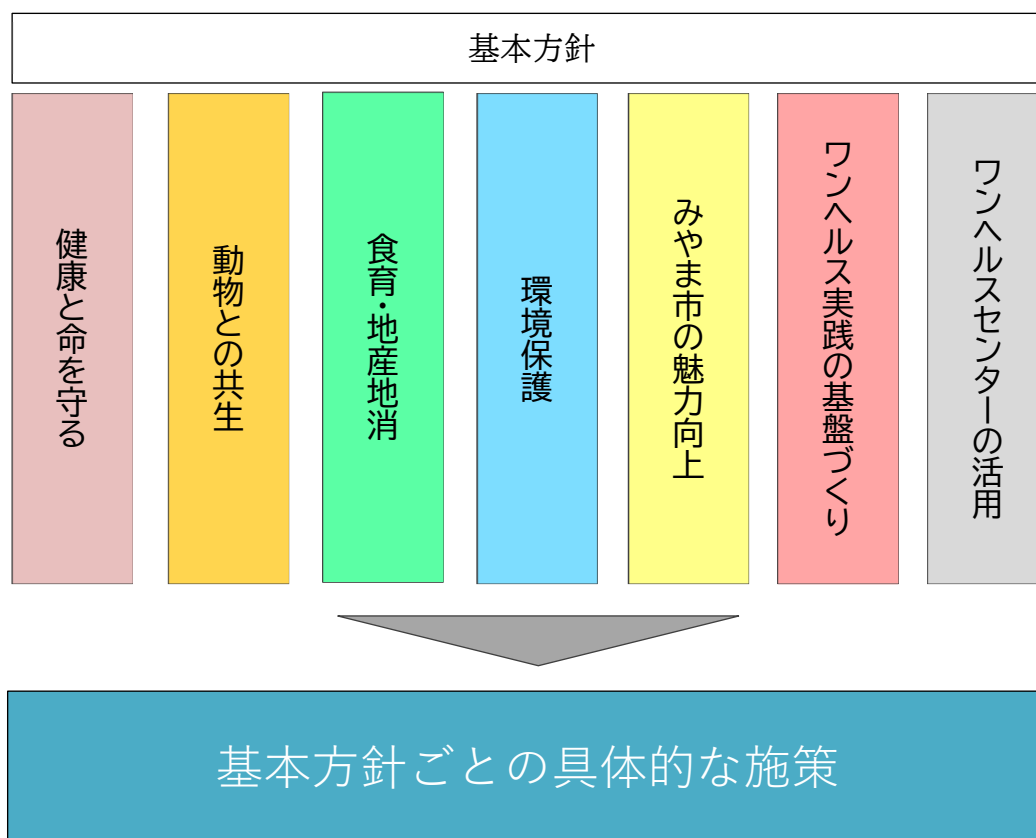 基本方針
健康と命を守る
動物との共生
食育・地産地消
環境保護
みやま市の魅力向上
ワンヘルス実践の基盤づくり
ワンヘルスセンターの活用
基本方針ごとの具体的な施策